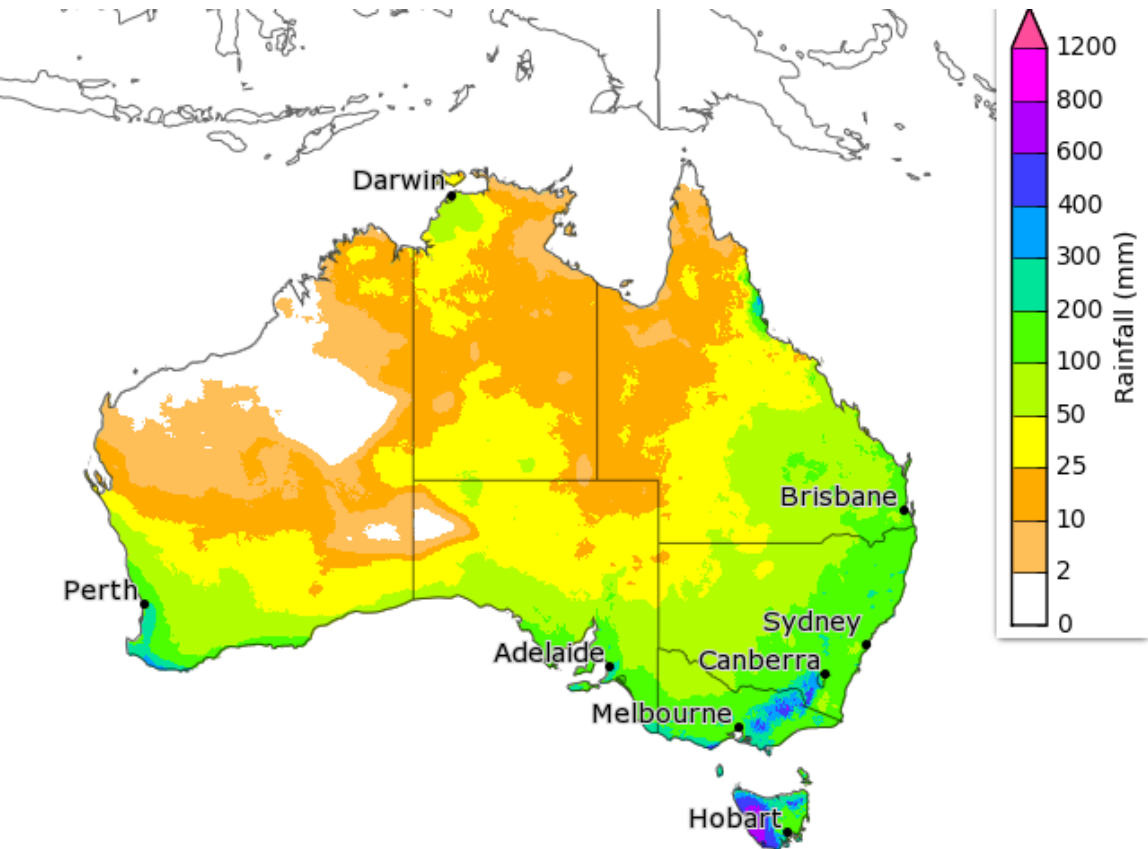 Darwin
Brisbane
Perth
Sydney
Adelaide
Canberra
Melbourne
Hobart
1200
800
600
400
300
200
100
50
25
10
2
0
Rainfall (mm)